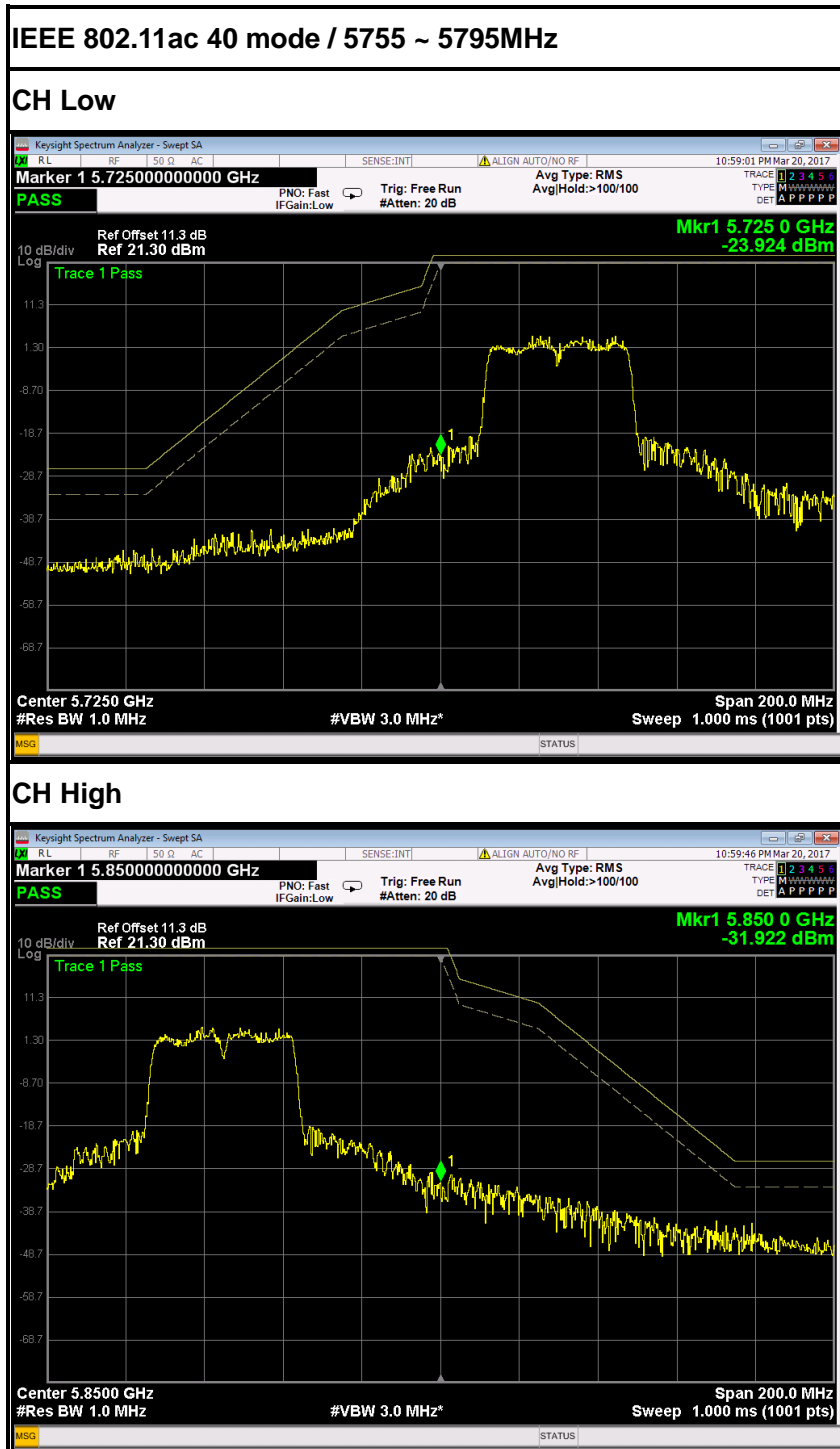 IEEE 802.11ac 40 mode / 5755 ~ 5795MHz
CH Low
Keysight Spectrum Analyzer - Swept SA
LXI RL RF 50 Ω AC SENSE:INT ALIGN AUTO/NO RF 10:59:01 PM Mar 20, 2017
Marker 1 5.725000000000 GHz Avg Type: RMS TRACE 1 2 3 4 5 6
PASS PNO: Fast Trig: Free Run Avg|Hold:>100/100 TYPE M WWWWW
IFGain:Low #Atten: 20 dB DET A P P P P P
Mkr1 5.725 0 GHz
-23.924 dBm
Ref Offset 11.3 dB
10 dB/div Ref 21.30 dBm
Log
Trace 1 Pass
11.3
1.30
1
-8.70
-18.7
-28.7
-38.7
-48.7
-58.7
-68.7
Center 5.7250 GHz Span 200.0 MHz
#Res BW 1.0 MHz #VBW 3.0 MHz* Sweep 1.000 ms (1001 pts)
MSG STATUS
CH High
Keysight Spectrum Analyzer - Swept SA
LXI RL RF 50 Ω AC SENSE:INT ALIGN AUTO/NO RF 10:59:46 PM Mar 20, 2017
Marker 1 5.850000000000 GHz Avg Type: RMS TRACE 1 2 3 4 5 6
PASS PNO: Fast Trig: Free Run Avg|Hold:>100/100 TYPE M WWWWW
IFGain:Low #Atten: 20 dB DET A P P P P P
Mkr1 5.850 0 GHz
-31.922 dBm
Ref Offset 11.3 dB
10 dB/div Ref 21.30 dBm
Log
Trace 1 Pass
11.3
1.30
-8.70
-18.7
1
-28.7
-38.7
-48.7
-58.7
-68.7
Center 5.8500 GHz Span 200.0 MHz
#Res BW 1.0 MHz #VBW 3.0 MHz* Sweep 1.000 ms (1001 pts)
MSG STATUS